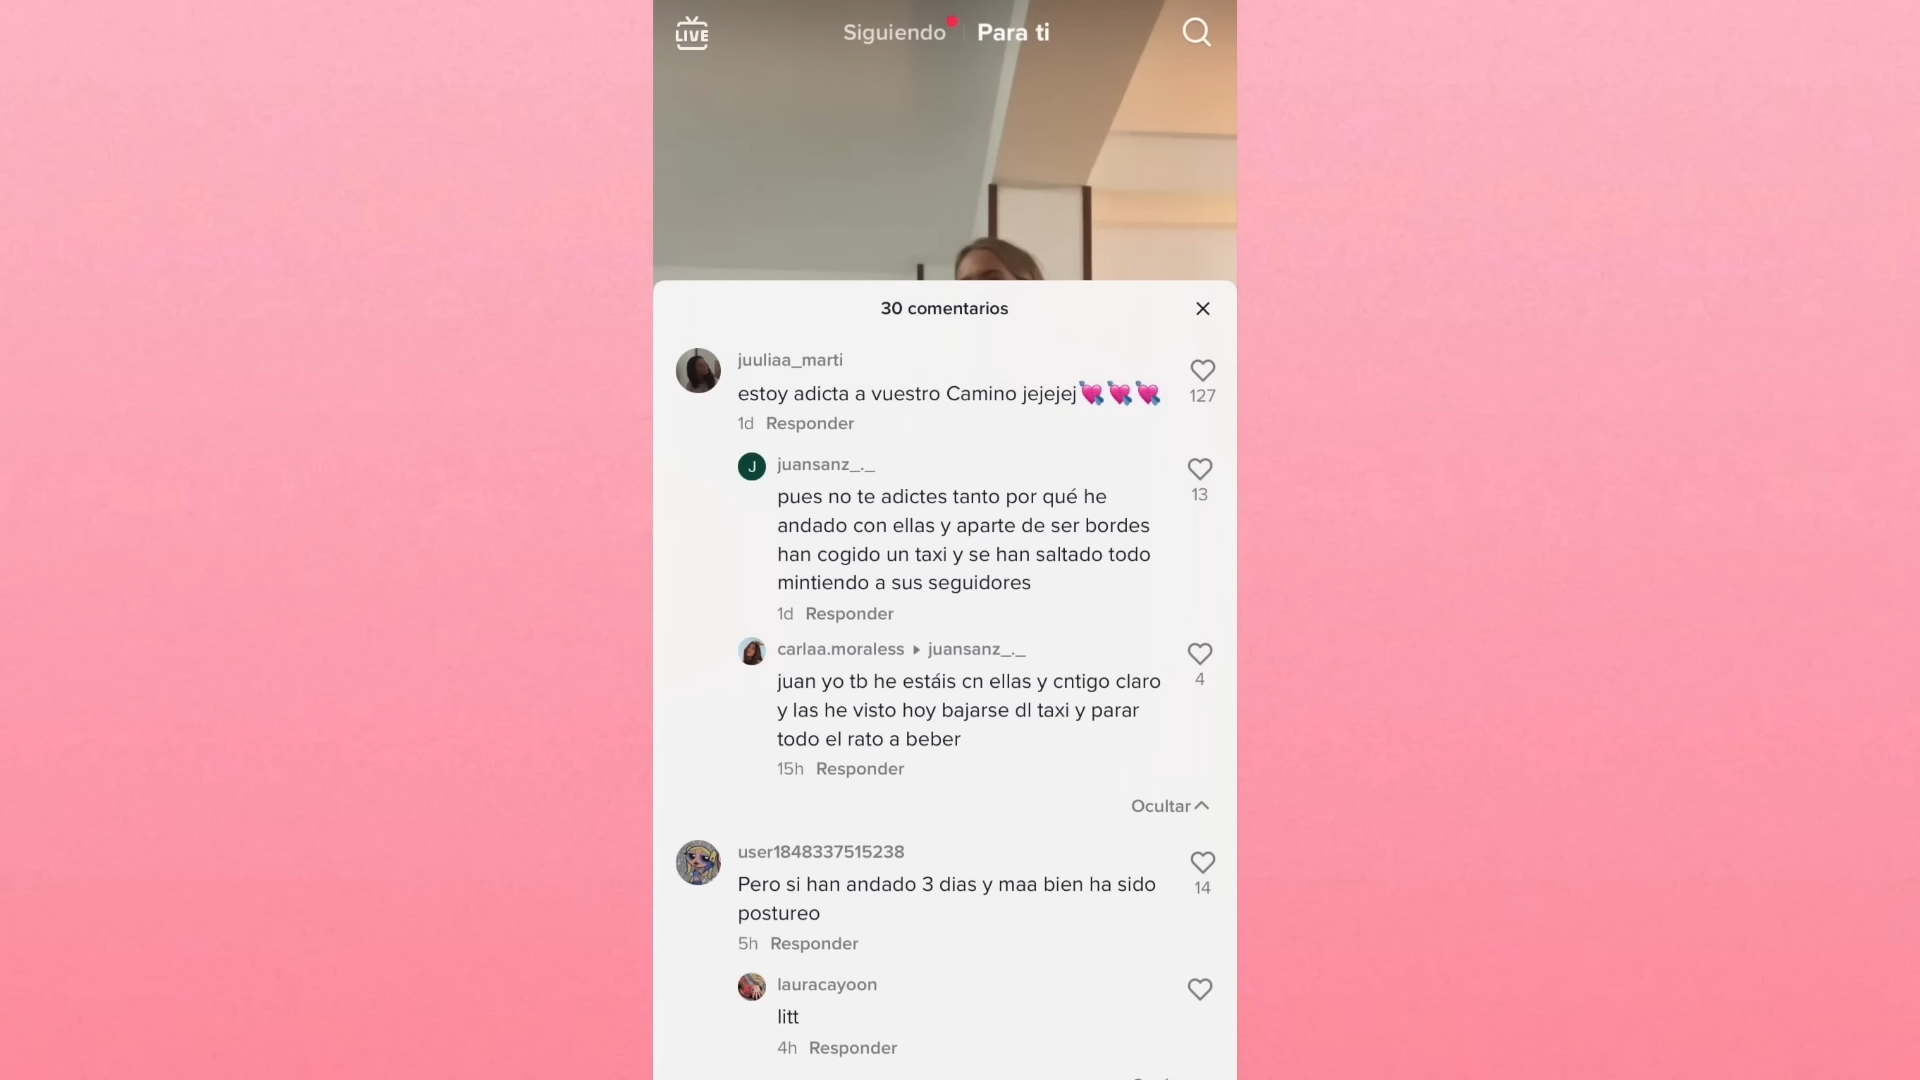 LIVE
Siguiendo
Para ti
30 comentarios
juuliaa_marti
estoy adicta a vuestro Camino jejejej💘💘💘
127
1d Responder
J
juansanz_._
pues no te adictes tanto por qué he
andado con ellas y aparte de ser bordes
han cogido un taxi y se han saltado todo
mintiendo a sus seguidores
13
1d Responder
carlaa.moraless ▸ juansanz_._
juan yo tb he estáis cn ellas y cntigo claro
y las he visto hoy bajarse dl taxi y parar
todo el rato a beber
4
15h Responder
Ocultar
user1848337515238
Pero si han andado 3 dias y maa bien ha sido
postureo
14
5h Responder
lauracayoon
litt
4h Responder